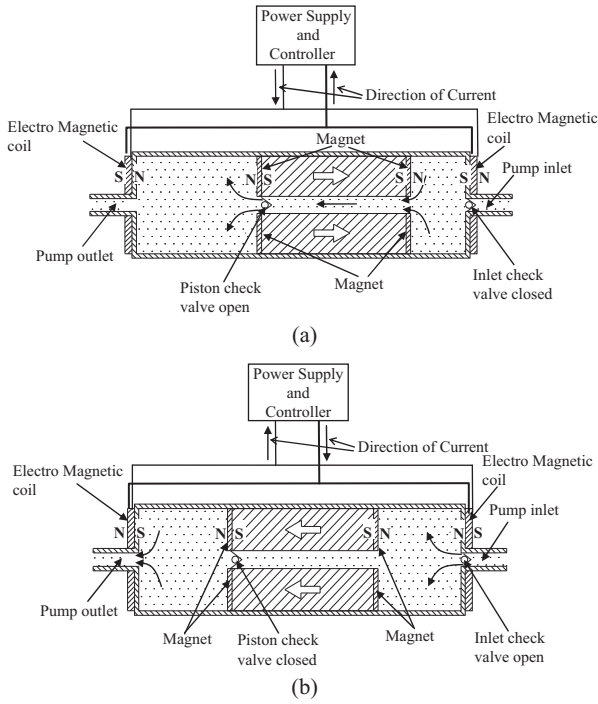 Power Supply
and
Controller
Direction of Current
Electro Magnetic
coil
Magnet
Electro Magnetic
coil
S N
N S
S N
S N
Pump inlet
Pump outlet
Piston check
valve open
Magnet
Inlet check
valve closed
(a)
Power Supply
and
Controller
Direction of Current
Electro Magnetic
coil
Electro Magnetic
coil
Pump inlet
N S
N S
S N
N S
Pump outlet
Magnet
Piston check
valve closed
Magnet
Inlet check
valve open
(b)